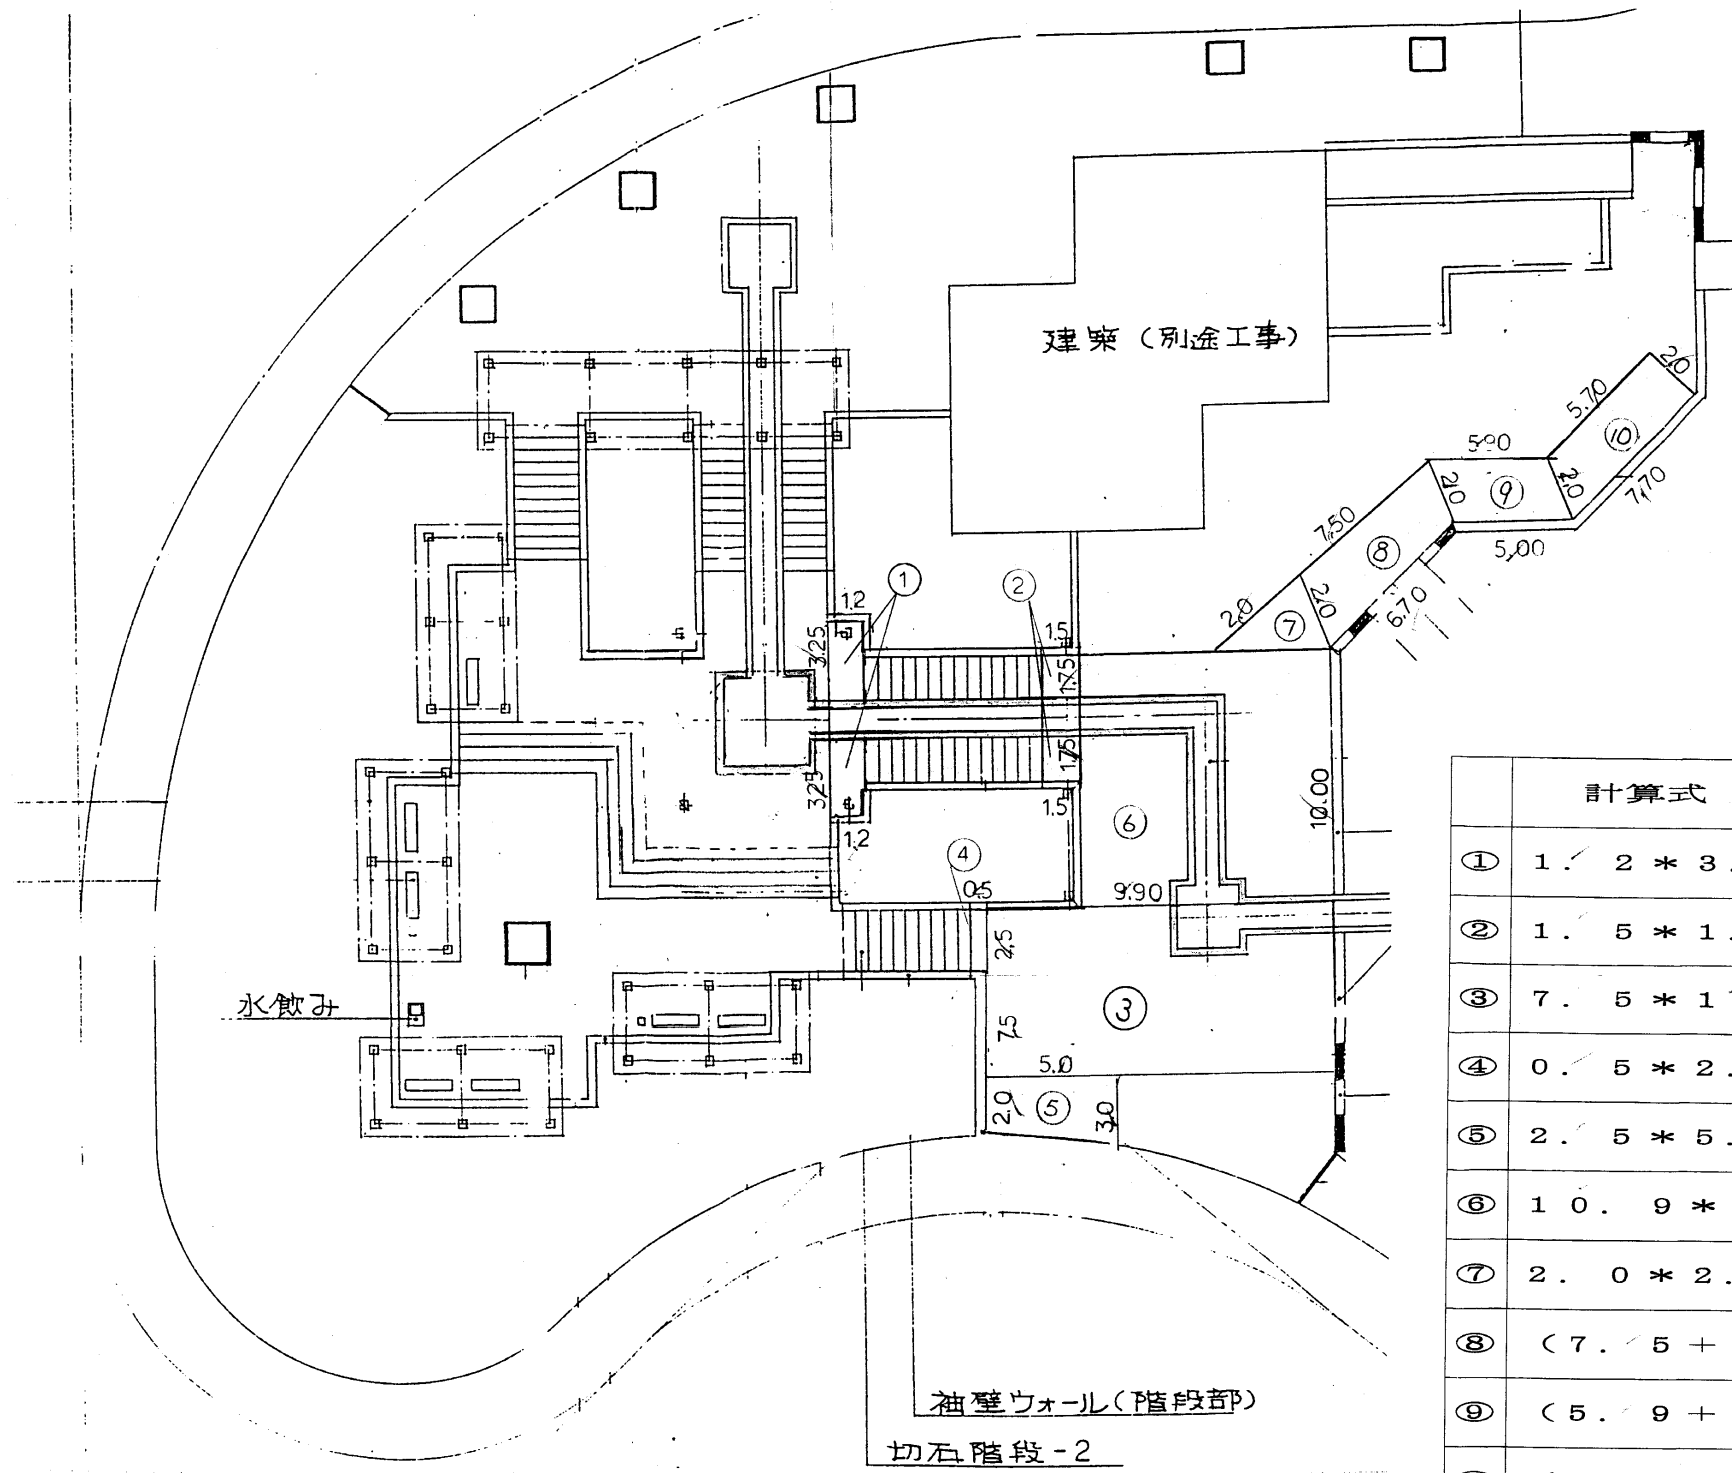 建築（別途工事）
2.0
5.70
⑩
5.90
2.0
2.0
⑨
7.70
7.50
⑧
5.00
2.0
2.0
⑦
6.70
①
②
1.2
1.5
3.25
1.75
1.75
3.25
1.2
1.5
⑥
10.00
④
0.5
9.90
2.5
水飲み
③
7.5
5.0
2.0
⑤
3.0
袖壁ウォール（階段部）
切石階段-2
計算式
① 1. 2 * 3.
② 1. 5 * 1.
③ 7. 5 * 1
④ 0. 5 * 2.
⑤ 2. 5 * 5.
⑥ 1 0. 9 *
⑦ 2. 0 * 2.
⑧ (7. 5 +
⑨ (5. 9 +